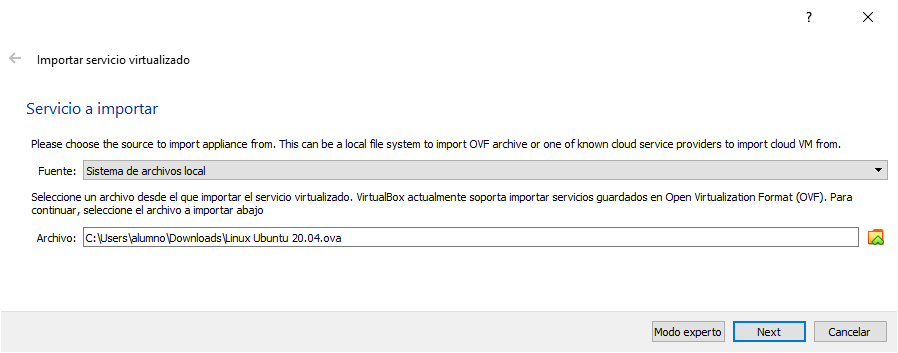 ?
Importar servicio virtualizado
Servicio a importar
Please choose the source to import appliance from. This can be a local file system to import OVF archive or one of known cloud service providers to import cloud VM from.
Fuente: Sistema de archivos local
Seleccione un archivo desde el que importar el servicio virtualizado. VirtualBox actualmente soporta importar servicios guardados en Open Virtualization Format (OVF). Para
continuar, seleccione el archivo a importar abajo
Archivo: C:\Users\alumno\Downloads\Linux Ubuntu 20.04.ova
Modo experto Next Cancelar